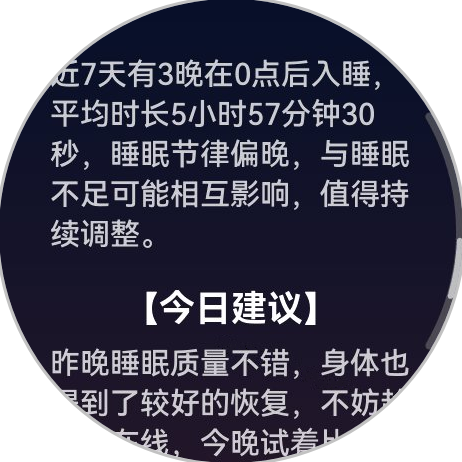 近7天有3晚在0点后入睡，
平均时长5小时57分钟30
秒，睡眠节律偏晚，与睡眠
不足可能相互影响，值得持
续调整。
【今日建议】
昨晚睡眠质量不错，身体也
得到了较好的恢复，不妨
在线，今晚试着